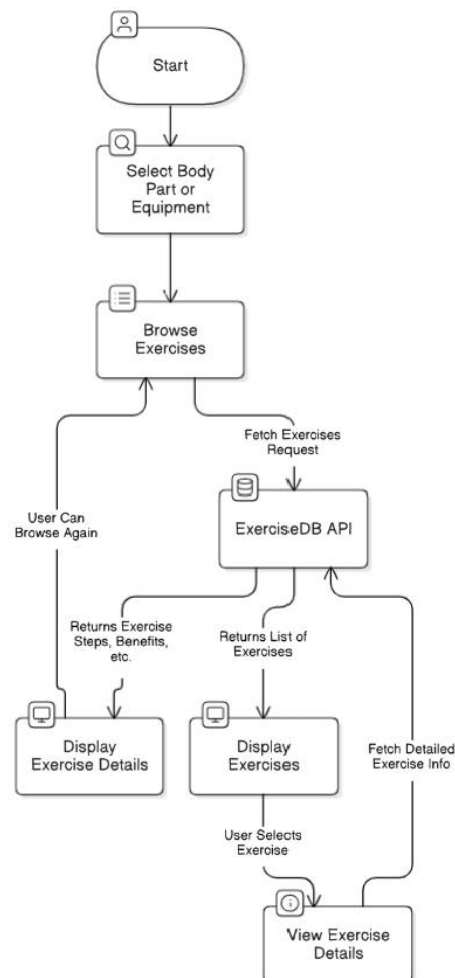 Start
Select Body
Part or
Equipment
Browse
Exercises
Fetch Exercises
Request
User Can
Browse Again
ExerciseDB API
Returns Exercise
Steps, Benefits,
etc.
Returns List of
Exercises
Display
Exercise Details
Display
Exercises
Fetch Detailed
Exercise Info
User Selects
Exercise
View Exercise
Details